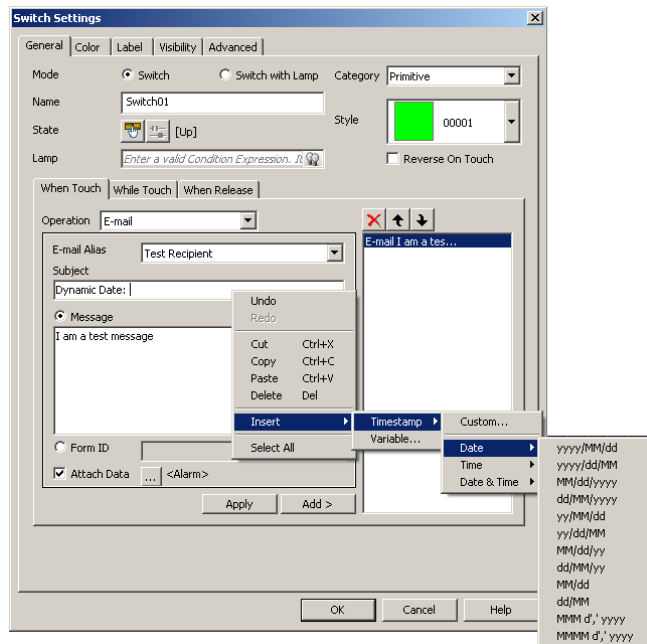 Switch Settings
General Color Label Visibility Advanced
Mode Switch Switch with Lamp Category Primitive
Name Switch01
Style 00001
State [Up]
Lamp Enter a valid Condition Expression. It
Reverse On Touch
When Touch While Touch When Release
Operation E-mail
E-mail Alias Test Recipient
E-mail I am a tes...
Subject
Dynamic Date:
Message
I am a test message
Undo
Redo
Cut Ctrl+X
Copy Ctrl+C
Paste Ctrl+V
Delete Del
Insert
Select All
Timestamp
Variable...
Custom...
Date
Time
Date & Time
yyyy/MM/dd
yyyy/dd/MM
MM/dd/yyyy
dd/MM/yyyy
yy/MM/dd
yy/dd/MM
MM/dd/yy
dd/MM/yy
MM/dd
dd/MM
MMM d',' yyyy
MMMM d',' yyyy
Form ID
Attach Data ... <Alarm>
Apply Add >
OK Cancel Help